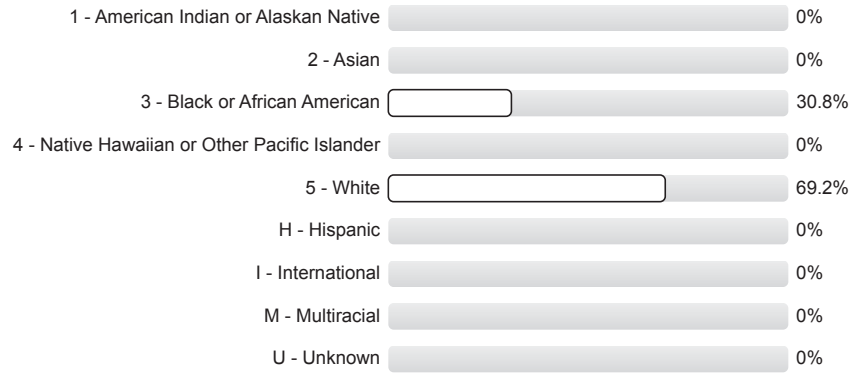 1 - American Indian or Alaskan Native 0%
2 - Asian 0%
3 - Black or African American 30.8%
4 - Native Hawaiian or Other Pacific Islander 0%
5 - White 69.2%
H - Hispanic 0%
I - International 0%
M - Multiracial 0%
U - Unknown 0%